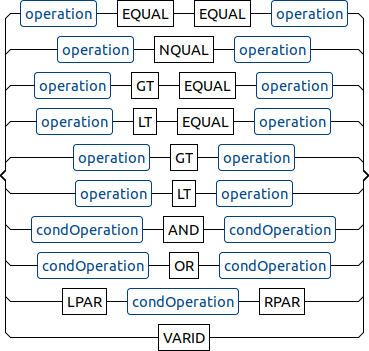 operation EQUAL EQUAL operation
operation NQUAL operation
operation GT EQUAL operation
operation LT EQUAL operation
operation GT operation
operation LT operation
condOperation AND condOperation
condOperation OR condOperation
LPAR condOperation RPAR
VARID